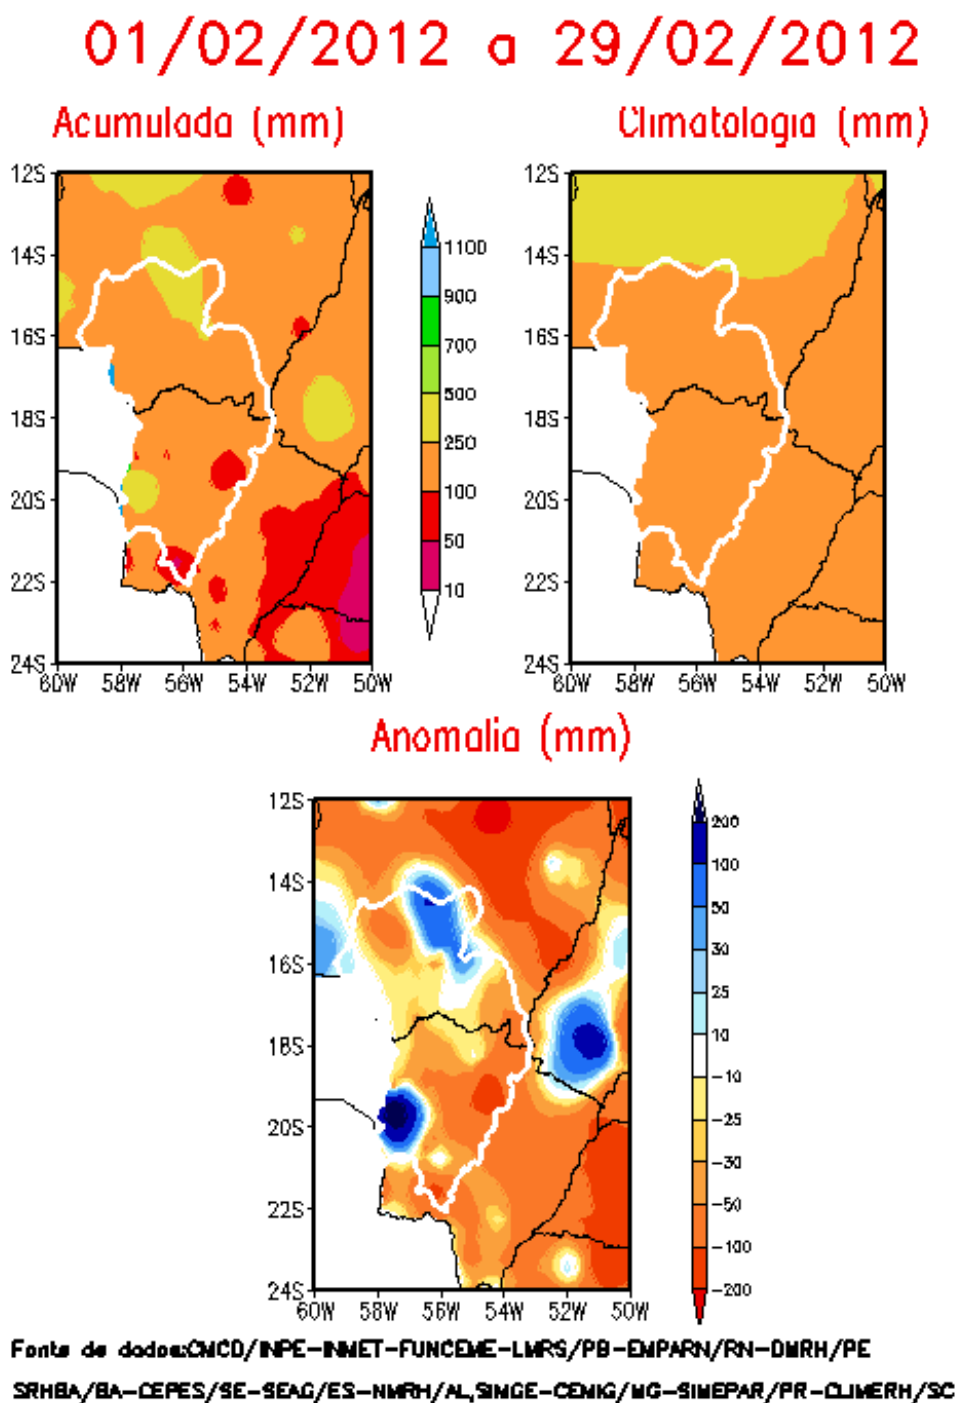 01/02/2012 a 29/02/2012
Acumulada (mm)
Climatologia (mm)
12S
14S
16S
18S
20S
22S
24S
60W 58W 56W 54W 52W 50W
1100
900
700
500
250
100
50
10
12S
14S
16S
18S
20S
22S
24S
60W 58W 56W 54W 52W 50W
Anomalia (mm)
12S
14S
16S
18S
20S
22S
24S
60W 58W 56W 54W 52W 50W
200
100
50
30
25
10
-10
-25
-30
-50
-100
-200
Fonte de dados:CMCD/INPE-INMET-FUNCEME-LMRS/PB-EMPARN/RN-DMRH/PE
SRHBA/BA-CEPES/SE-SEAG/ES-NMRH/AL,SIMGE-CEMIG/MG-SIMEPAR/PR-CLIMERH/SC